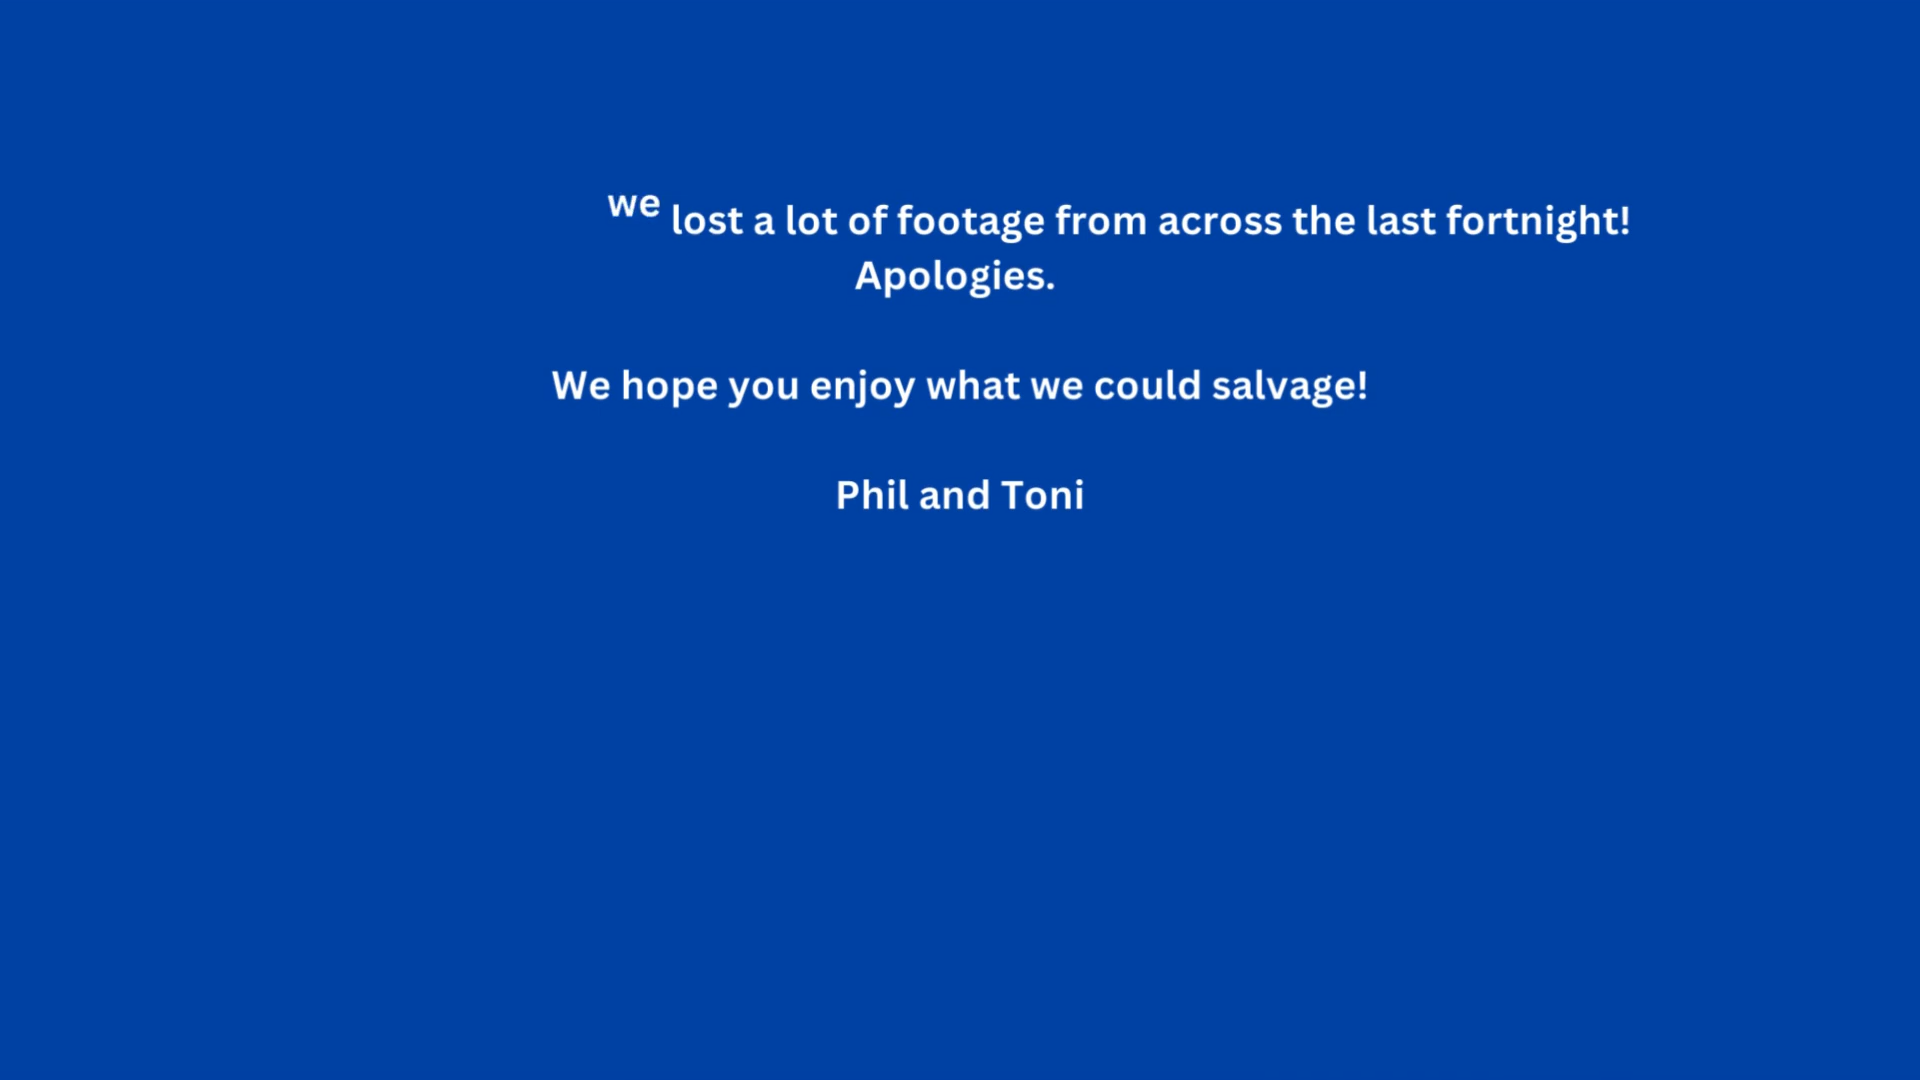 we lost a lot of footage from across the last fortnight!
Apologies.
We hope you enjoy what we could salvage!
Phil and Toni